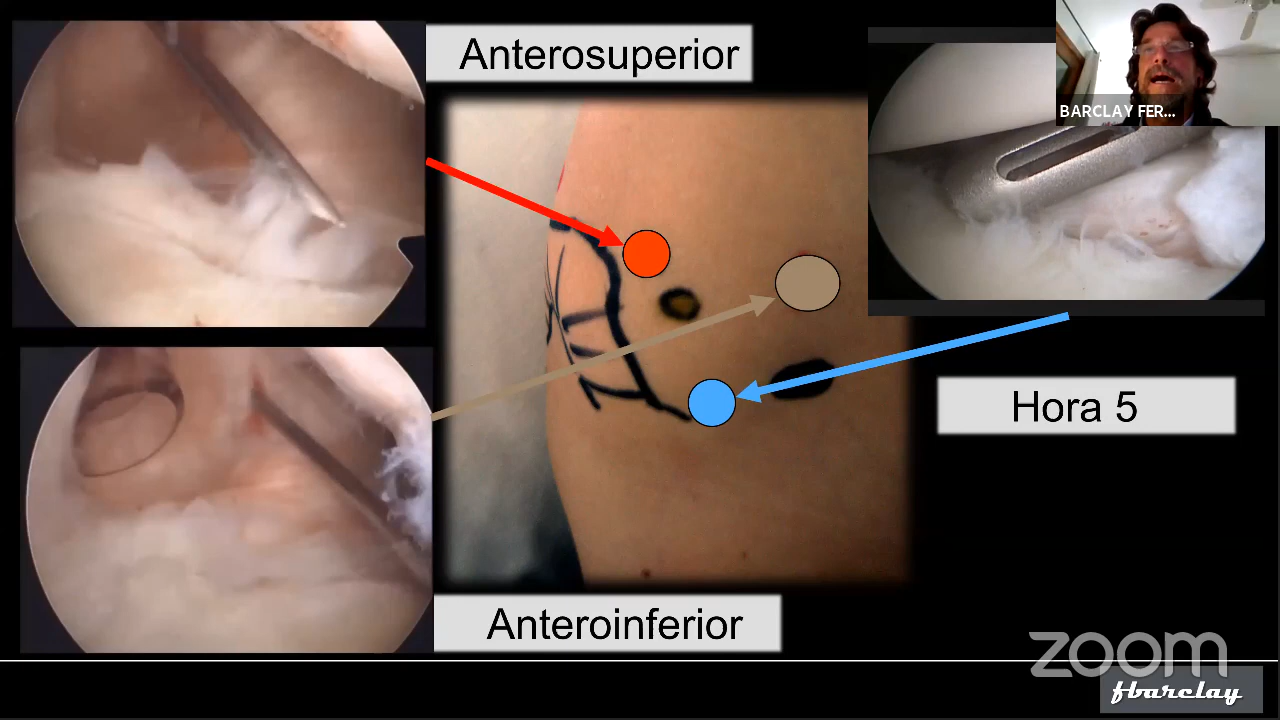 Anterosuperior
BARCLAY FER...
Hora 5
Anteroinferior
zoom
fbarclay